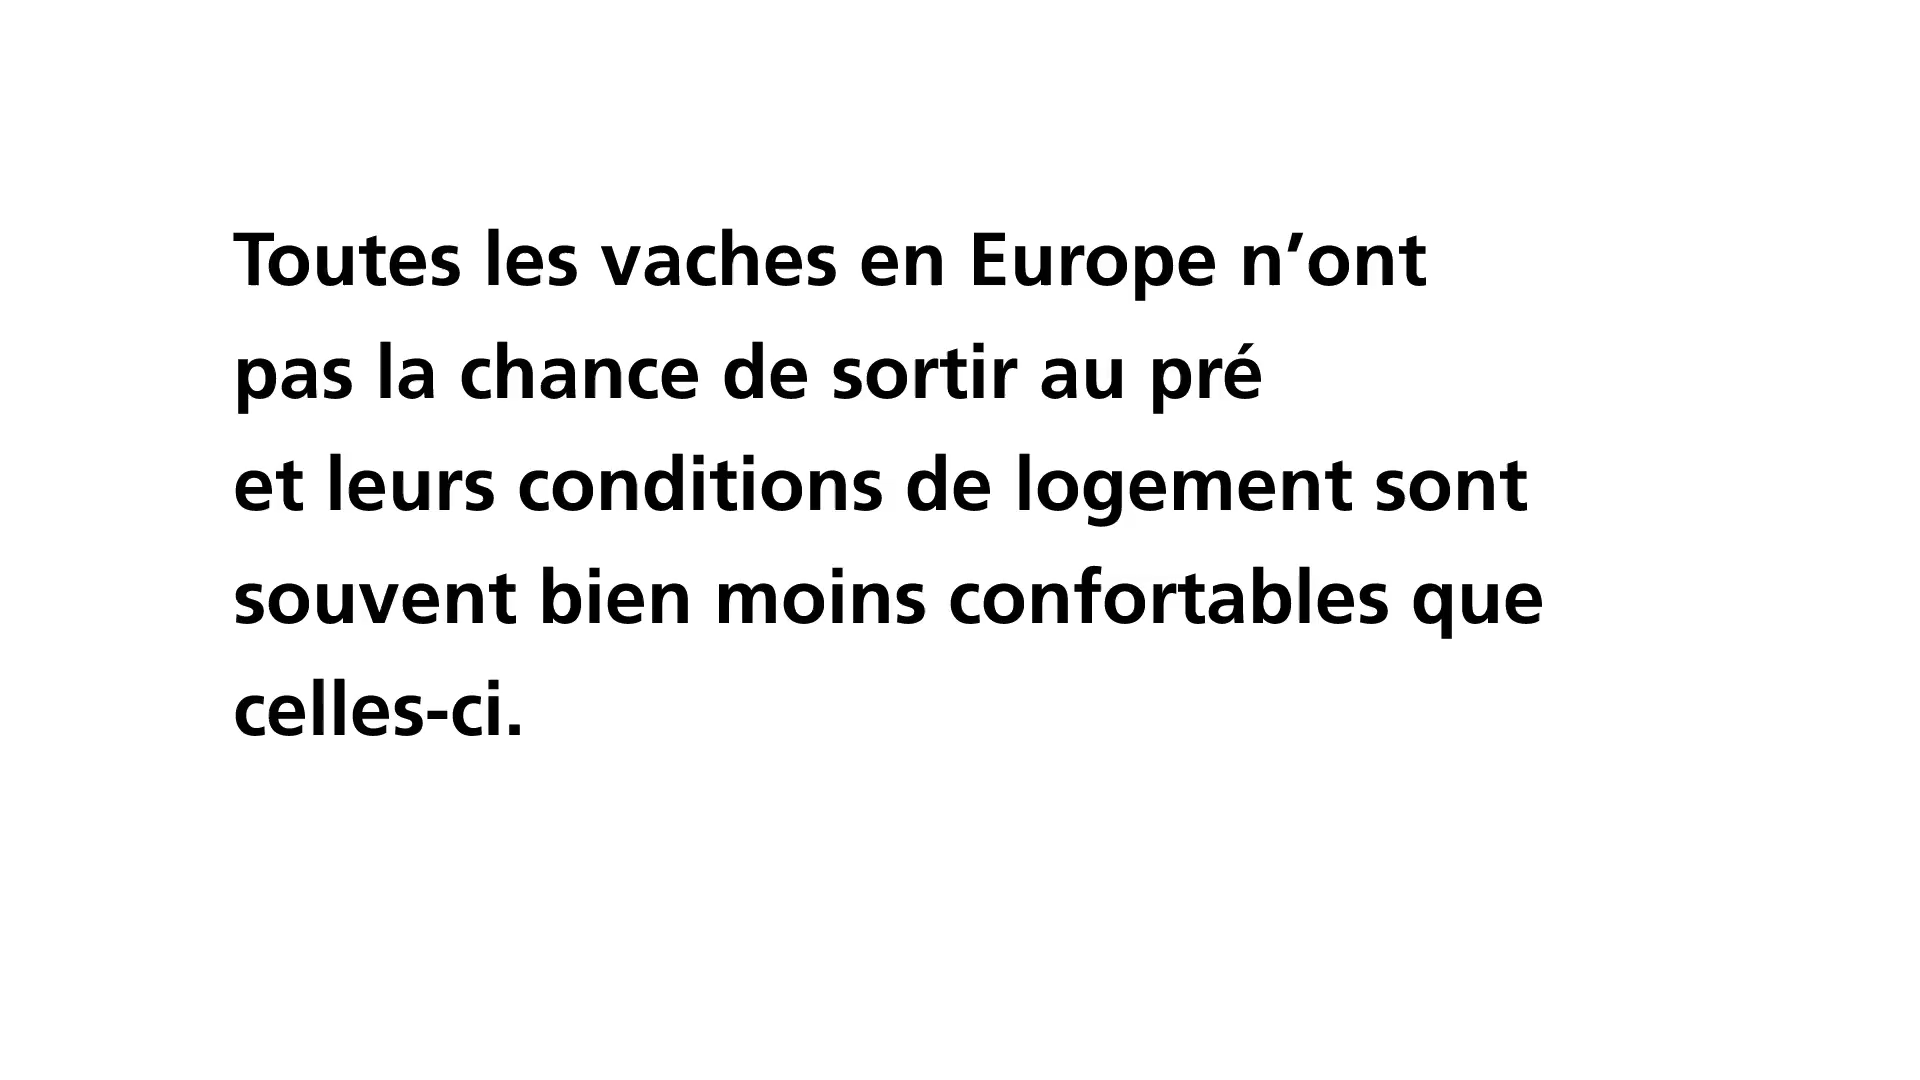 Toutes les vaches en Europe n’ont
pas la chance de sortir au pré
et leurs conditions de logement sont
souvent bien moins confortables que
celles-ci.